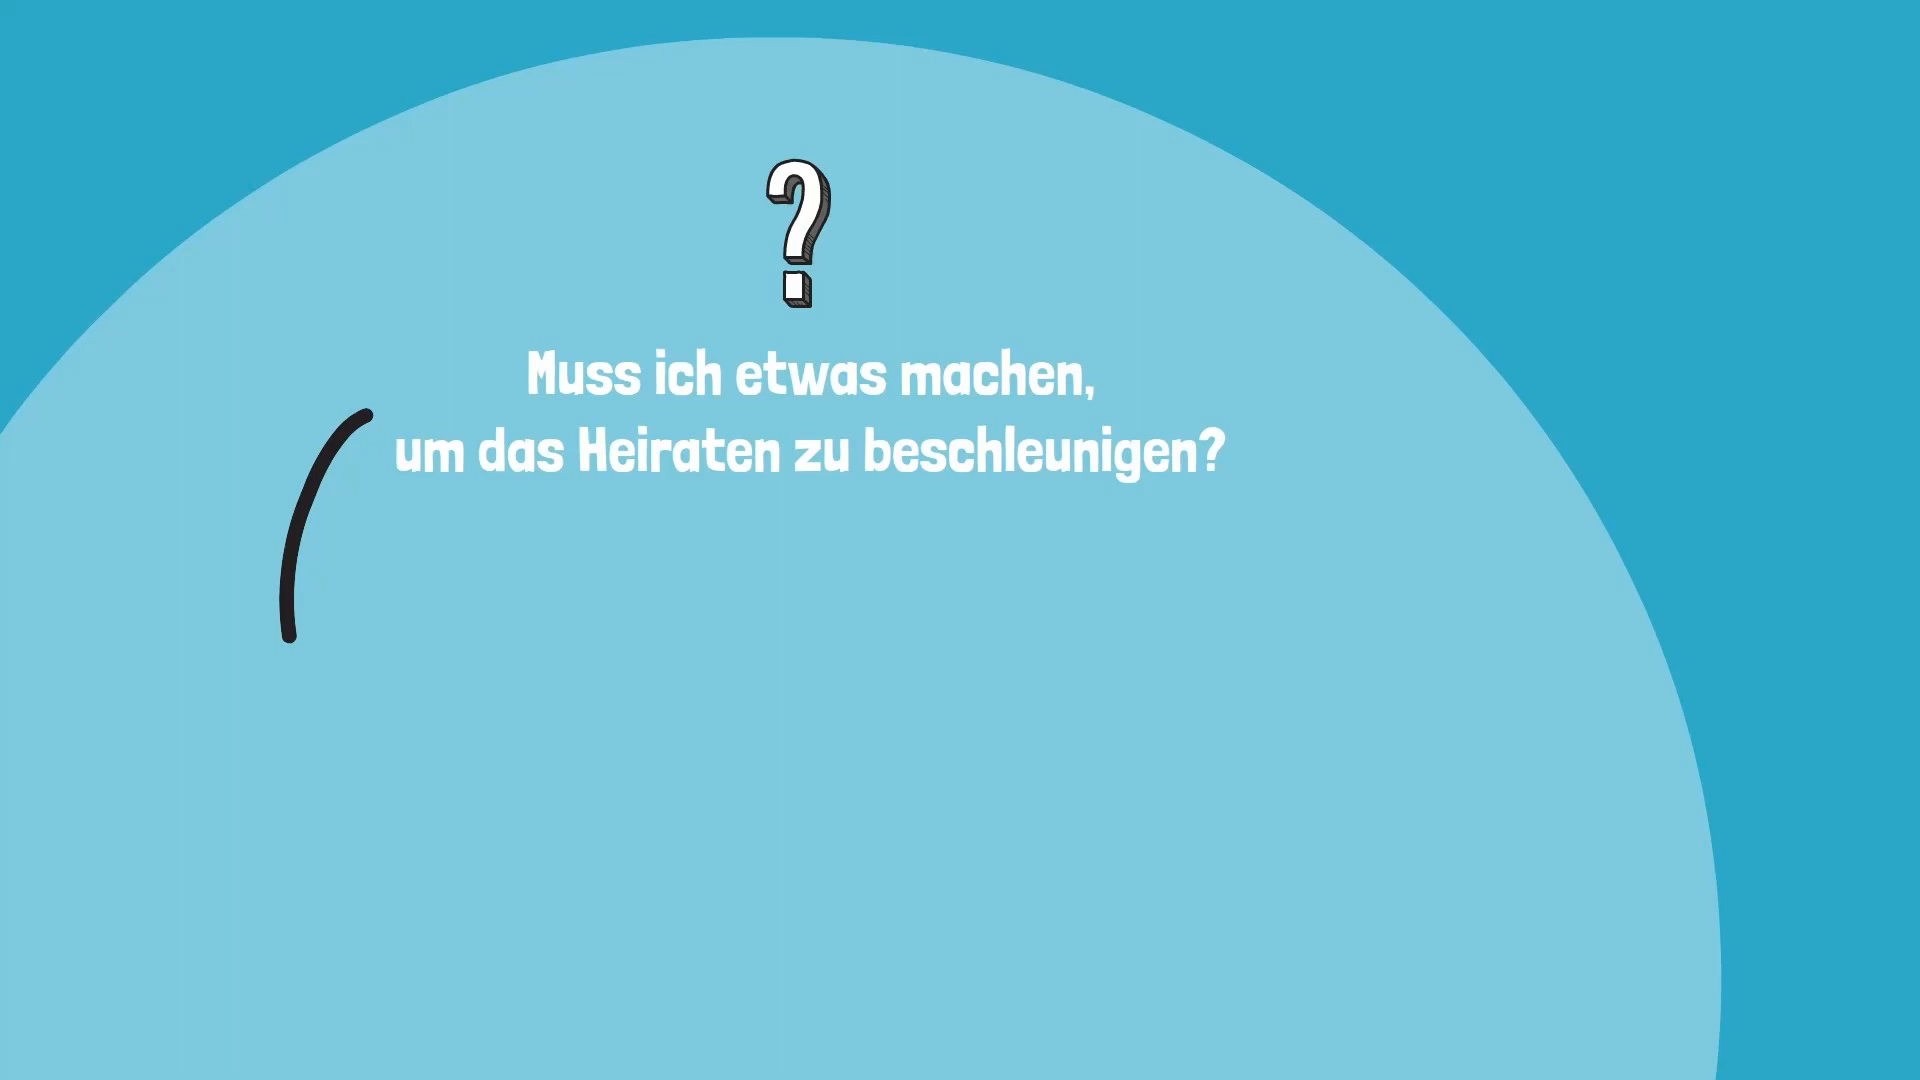 ?
Muss ich etwas machen,
um das Heiraten zu beschleunigen?